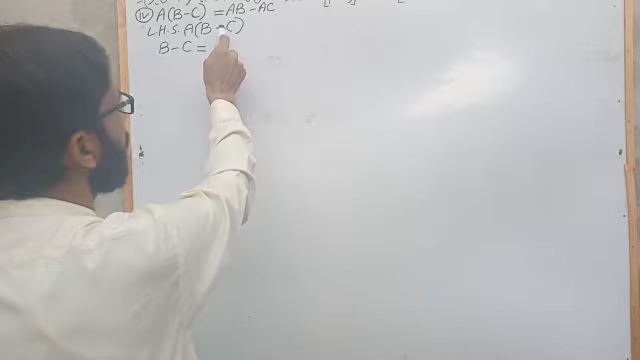 (iv) A(B-C) = AB-AC
L.H.S. A(B-C)
B-C=